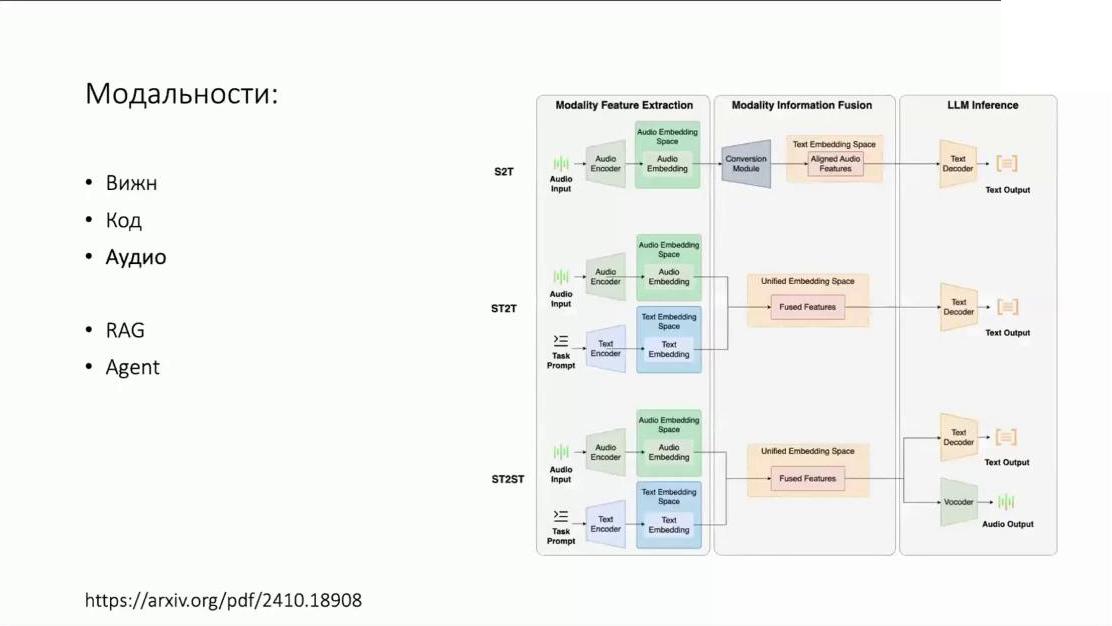 Модальности:
• Вижн
• Код
• Аудио
• RAG
• Agent
https://arxiv.org/pdf/2410.18908
Modality Feature Extraction
Modality Information Fusion
LLM Inference
S2T
Audio
Input
Audio
Encoder
Audio Embedding
Space
Audio
Embedding
Conversion
Module
Text Embedding Space
Aligned Audio
Features
Text
Decoder
Text Output
ST2T
Audio
Input
Audio
Encoder
Audio Embedding
Space
Audio
Embedding
Task
Prompt
Text
Encoder
Text Embedding
Space
Text
Embedding
Unified Embedding Space
Fused Features
Text
Decoder
Text Output
ST2ST
Audio
Input
Audio
Encoder
Audio Embedding
Space
Audio
Embedding
Task
Prompt
Text
Encoder
Text Embedding
Space
Text
Embedding
Unified Embedding Space
Fused Features
Text
Decoder
Text Output
Vocoder
Audio Output